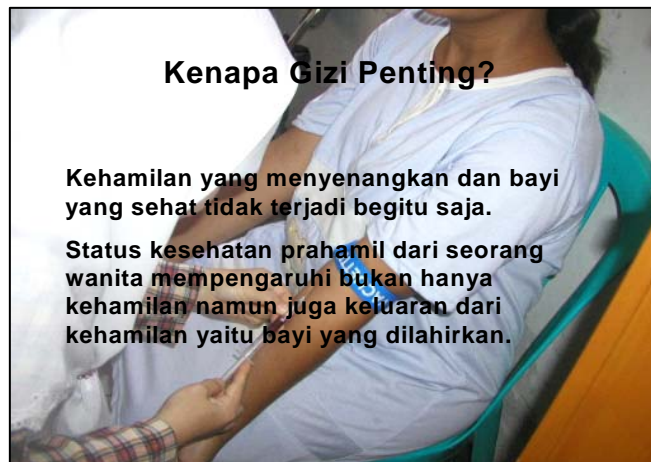 Kenapa Gizi Penting?
Kehamilan yang menyenangkan dan bayi
yang sehat tidak terjadi begitu saja.
Status kesehatan prahamil dari seorang
wanita mempengaruhi bukan hanya
kehamilan namun juga keluaran dari
kehamilan yaitu bayi yang dilahirkan.